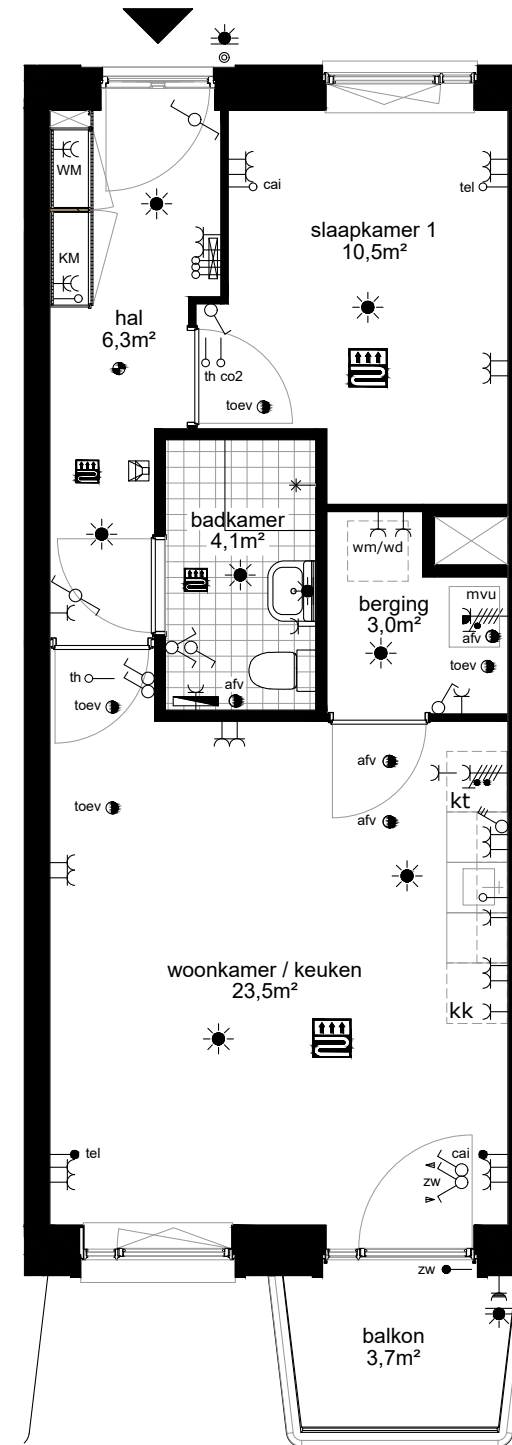 WM
cai
tel
slaapkamer 1
10,5m²
KM
hal
6,3m²
th co2
toev
badkamer
4,1m²
wm/wd
berging
3,0m²
mvu
afv
toev
th
toev
afv
afv
kt
toev
afv
woonkamer / keuken
23,5m²
kk
tel
cai
zw
zw
balkon
3,7m²